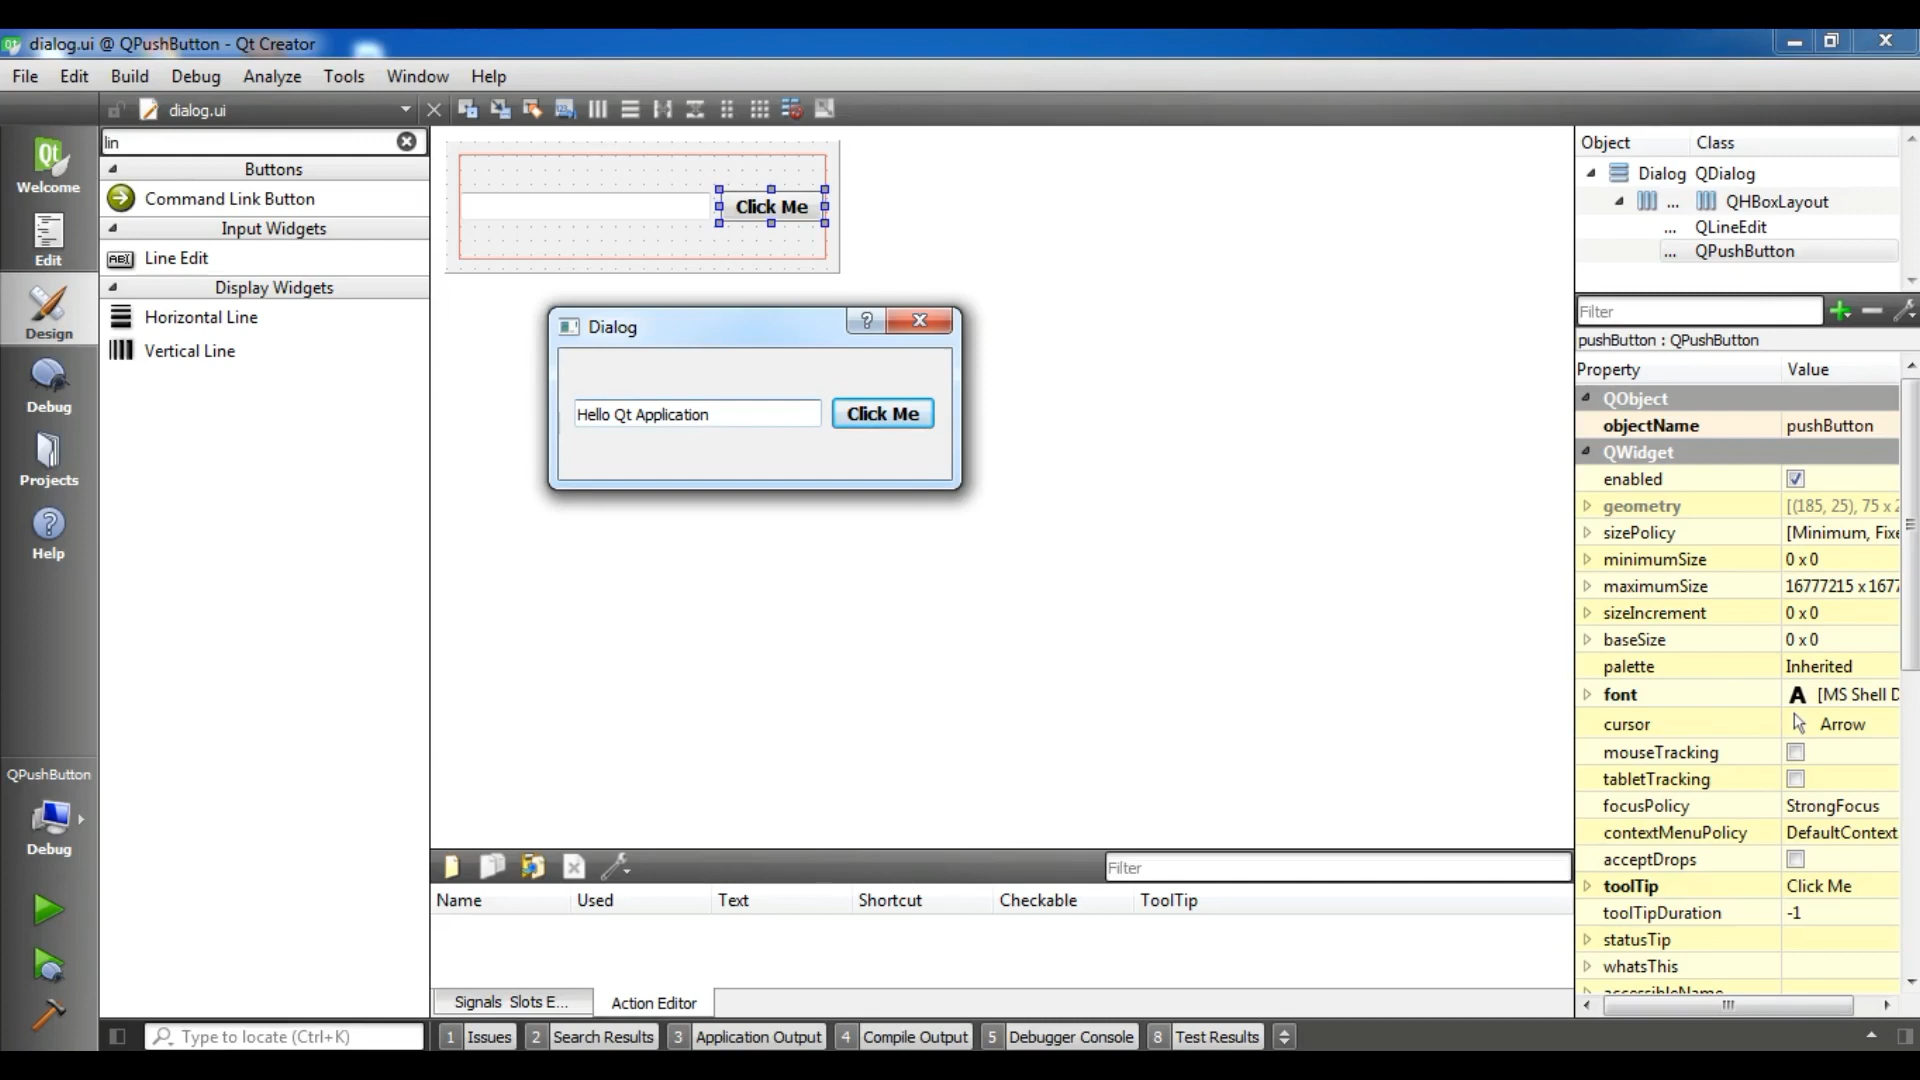 dialog.ui @ QPushButton - Qt Creator
File Edit Build Debug Analyze Tools Window Help
dialog.ui
lin
Buttons
Command Link Button
Input Widgets
Line Edit
Display Widgets
Horizontal Line
Vertical Line
Welcome
Edit
Design
Debug
Projects
Help
QPushButton
Debug
Click Me
Dialog
Hello Qt Application Click Me
Object Class
Dialog QDialog
... QHBoxLayout
... QLineEdit
... QPushButton
Filter
pushButton : QPushButton
Property Value
QObject
objectName pushButton
QWidget
enabled
geometry [(185, 25), 75 x
sizePolicy [Minimum, Fixe
minimumSize 0 x 0
maximumSize 16777215 x 1677
sizeIncrement 0 x 0
baseSize 0 x 0
palette Inherited
font A [MS Shell D
cursor Arrow
mouseTracking
tabletTracking
focusPolicy StrongFocus
contextMenuPolicy DefaultContext
acceptDrops
toolTip Click Me
toolTipDuration -1
statusTip
whatsThis
accessibleName
Filter
Name Used Text Shortcut Checkable ToolTip
Signals Slots E... Action Editor
Type to locate (Ctrl+K) 1 Issues 2 Search Results 3 Application Output 4 Compile Output 5 Debugger Console 8 Test Results